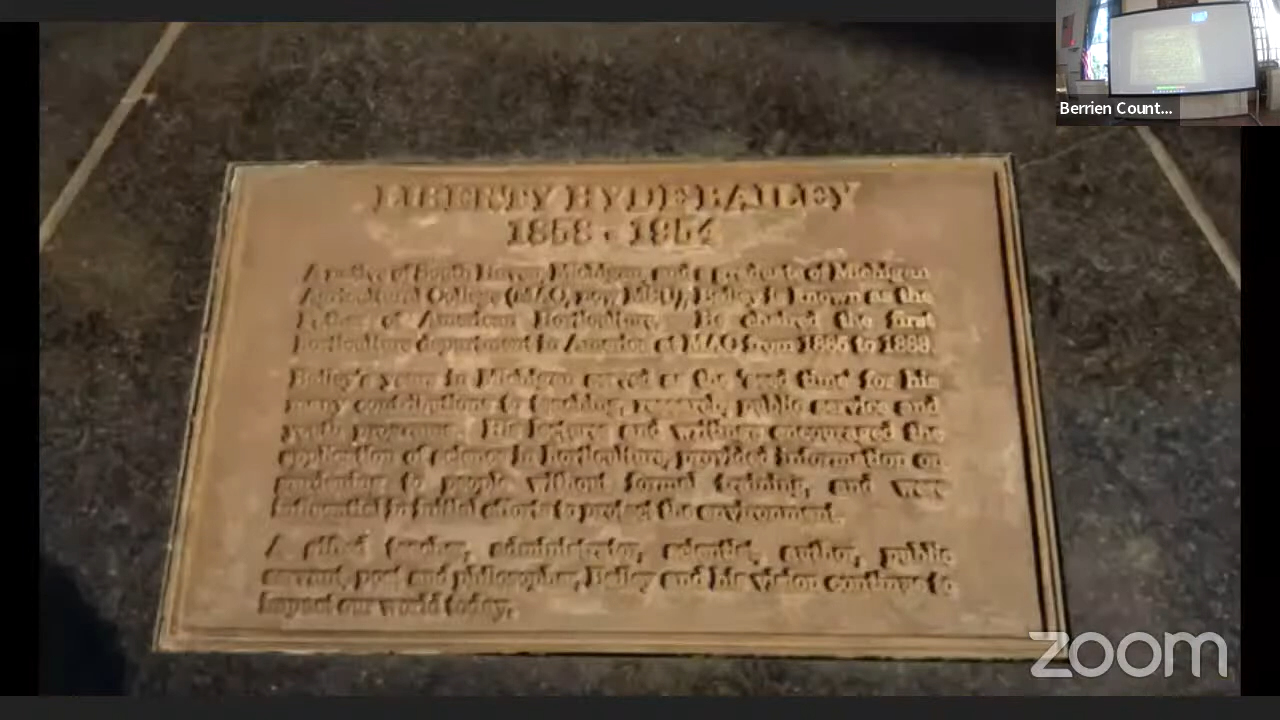 Berrien Count...
LIBERTY HYDE BAILEY
1858 - 1954
A native of South Haven, Michigan, and a graduate of Michigan
Agricultural College (MAC, now MSU), Bailey is known as the
Father of American Horticulture. He chaired the first
horticulture department in America at MAC from 1885 to 1888.
Bailey's years in Michigan served as the 'seed time' for his
many contributions to teaching, research, public service and
youth programs. His lectures and writings encouraged the
application of science in horticulture, provided information on
gardening to people without formal training, and were
influential in initial efforts to protect the environment.
A gifted teacher, administrator, scientist, author, public
servant, poet and philosopher, Bailey and his vision continue to
impact our world today.
zoom